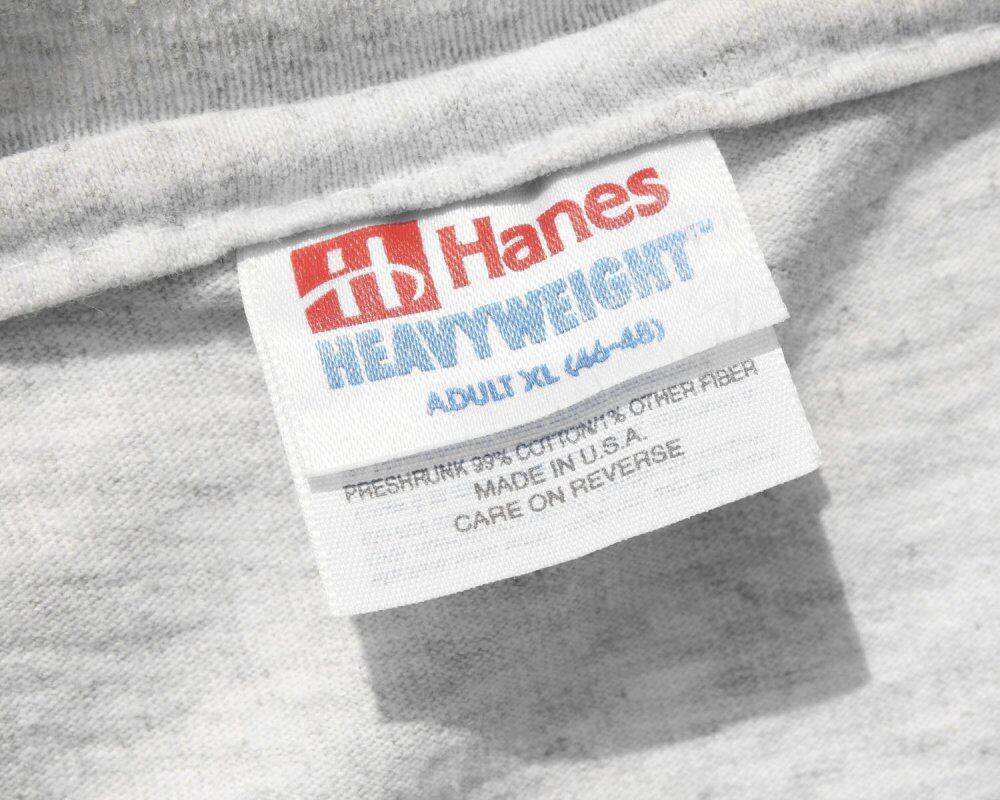 Hanes
HEAVYWEIGHT™
ADULT XL (46-48)
PRESHRUNK 99% COTTON/1% OTHER FIBER
MADE IN U.S.A.
CARE ON REVERSE